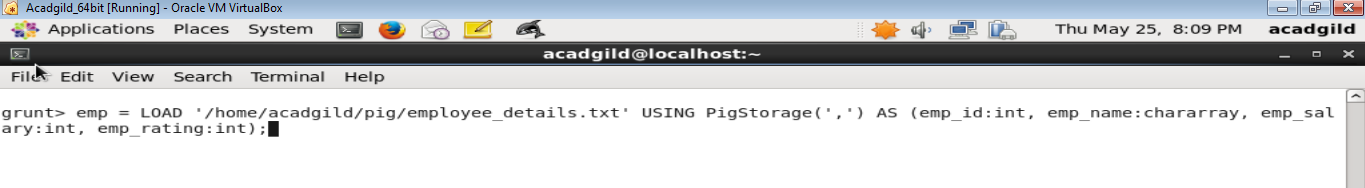 Acadgild_64bit [Running] - Oracle VM VirtualBox
Applications Places System Thu May 25, 8:09 PM acadgild
acadgild@localhost:~
File Edit View Search Terminal Help
grunt> emp = LOAD '/home/acadgild/pig/employee_details.txt' USING PigStorage(',') AS (emp_id:int, emp_name:chararray, emp_sal
ary:int, emp_rating:int);